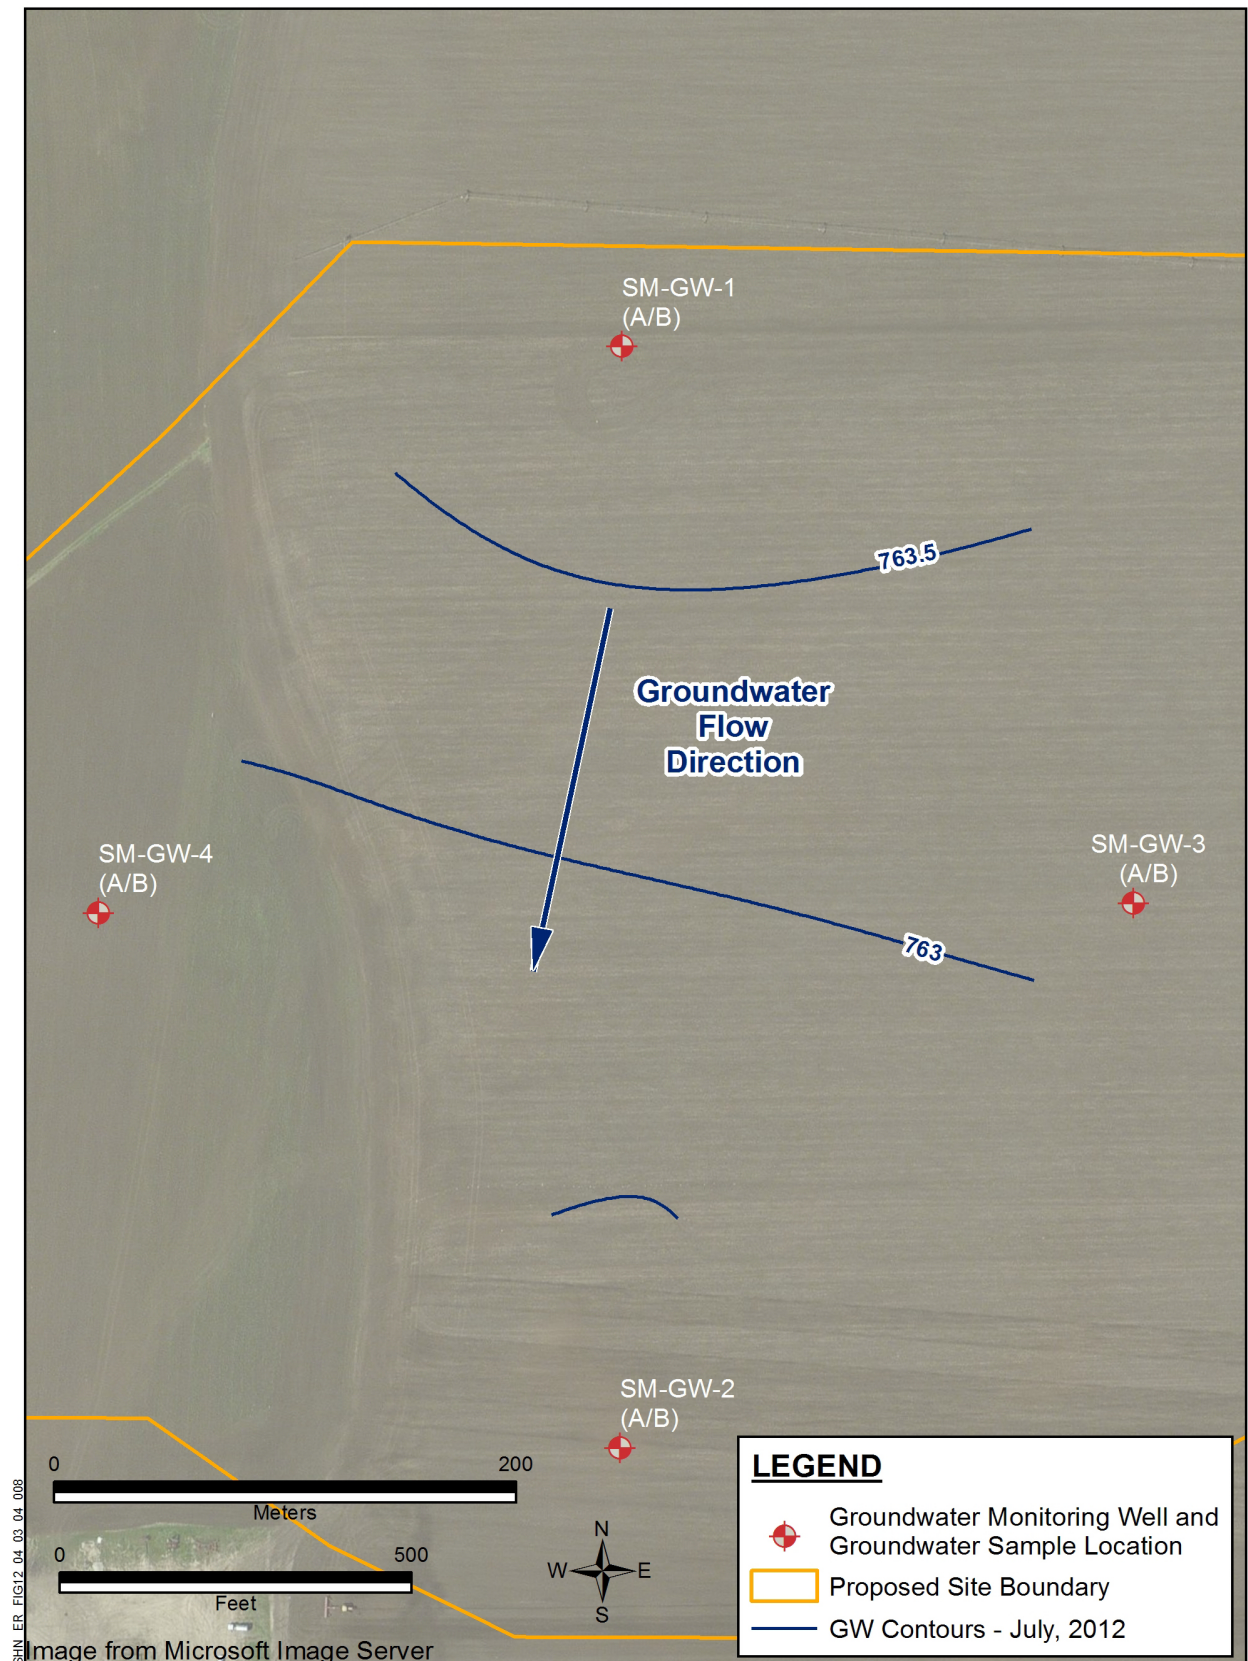 SM-GW-1
(A/B)
763.5
Groundwater
Flow
Direction
SM-GW-4
(A/B)
SM-GW-3
(A/B)
763
SM-GW-2
(A/B)
0 200
Meters
0 500
Feet
N
W E
S
LEGEND
Groundwater Monitoring Well and
Groundwater Sample Location
Proposed Site Boundary
GW Contours - July, 2012
Image from Microsoft Image Server
SHN_ER_FIG12_04_03_04_008